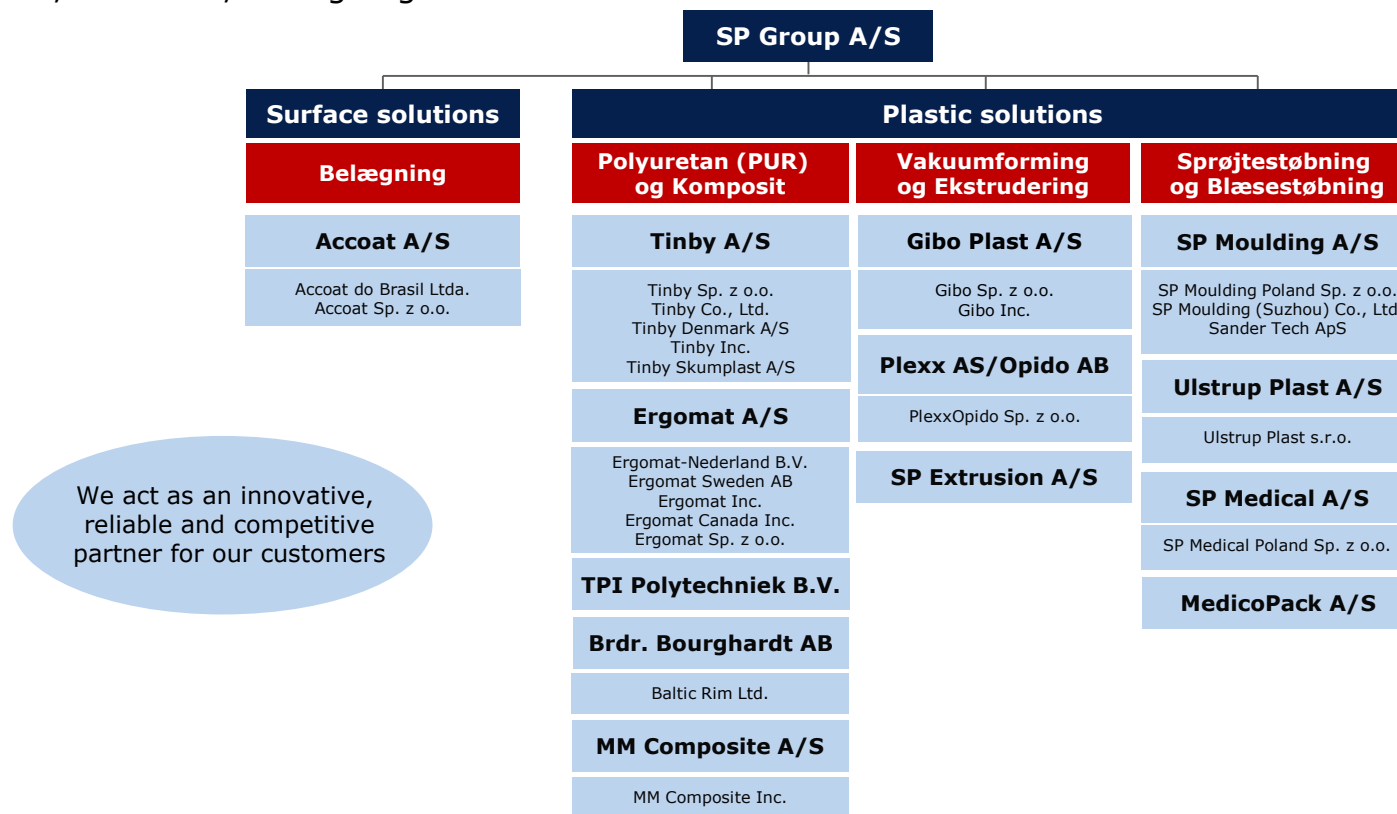 SP Group A/S
Surface solutions
Belægning
Accoat A/S
Accoat do Brasil Ltda.
Accoat Sp. z o.o.
We act as an innovative,
reliable and competitive
partner for our customers
Plastic solutions
Polyuretan (PUR)
og Komposit
Tinby A/S
Tinby Sp. z o.o.
Tinby Co., Ltd.
Tinby Denmark A/S
Tinby Inc.
Tinby Skumplast A/S
Ergomat A/S
Ergomat-Nederland B.V.
Ergomat Sweden AB
Ergomat Inc.
Ergomat Canada Inc.
Ergomat Sp. z o.o.
TPI Polytechniek B.V.
Brdr. Bourghardt AB
Baltic Rim Ltd.
MM Composite A/S
MM Composite Inc.
Vakuumforming
og Ekstrudering
Gibo Plast A/S
Gibo Sp. z o.o.
Gibo Inc.
Plexx AS/Opido AB
PlexxOpido Sp. z o.o.
SP Extrusion A/S
Sprøjtestøbning
og Blæsestøbning
SP Moulding A/S
SP Moulding Poland Sp. z o.o.
SP Moulding (Suzhou) Co., Ltd
Sander Tech ApS
Ulstrup Plast A/S
Ulstrup Plast s.r.o.
SP Medical A/S
SP Medical Poland Sp. z o.o.
MedicoPack A/S